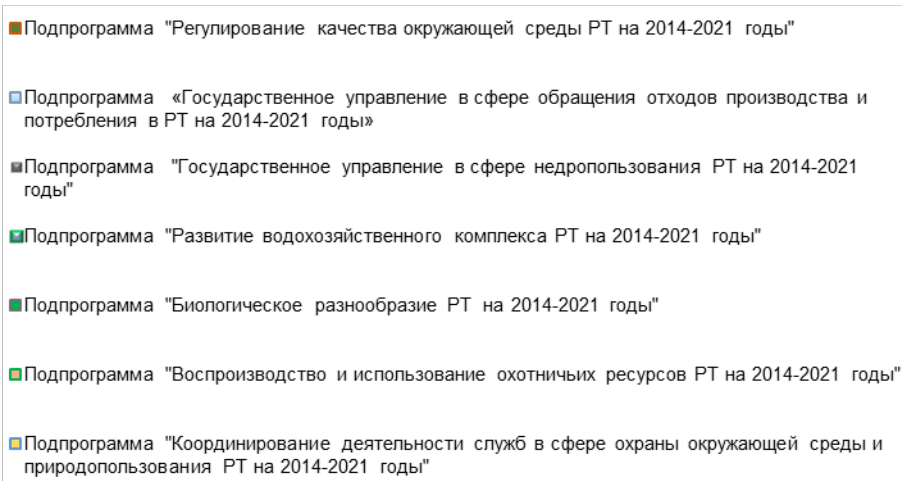 Подпрограмма "Регулирование качества окружающей среды РТ на 2014-2021 годы"
Подпрограмма «Государственное управление в сфере обращения отходов производства и
потребления в РТ на 2014-2021 годы»
Подпрограмма "Государственное управление в сфере недропользования РТ на 2014-2021
годы"
Подпрограмма "Развитие водохозяйственного комплекса РТ на 2014-2021 годы"
Подпрограмма "Биологическое разнообразие РТ на 2014-2021 годы"
Подпрограмма "Воспроизводство и использование охотничьих ресурсов РТ на 2014-2021 годы"
Подпрограмма "Координирование деятельности служб в сфере охраны окружающей среды и
природопользования РТ на 2014-2021 годы"